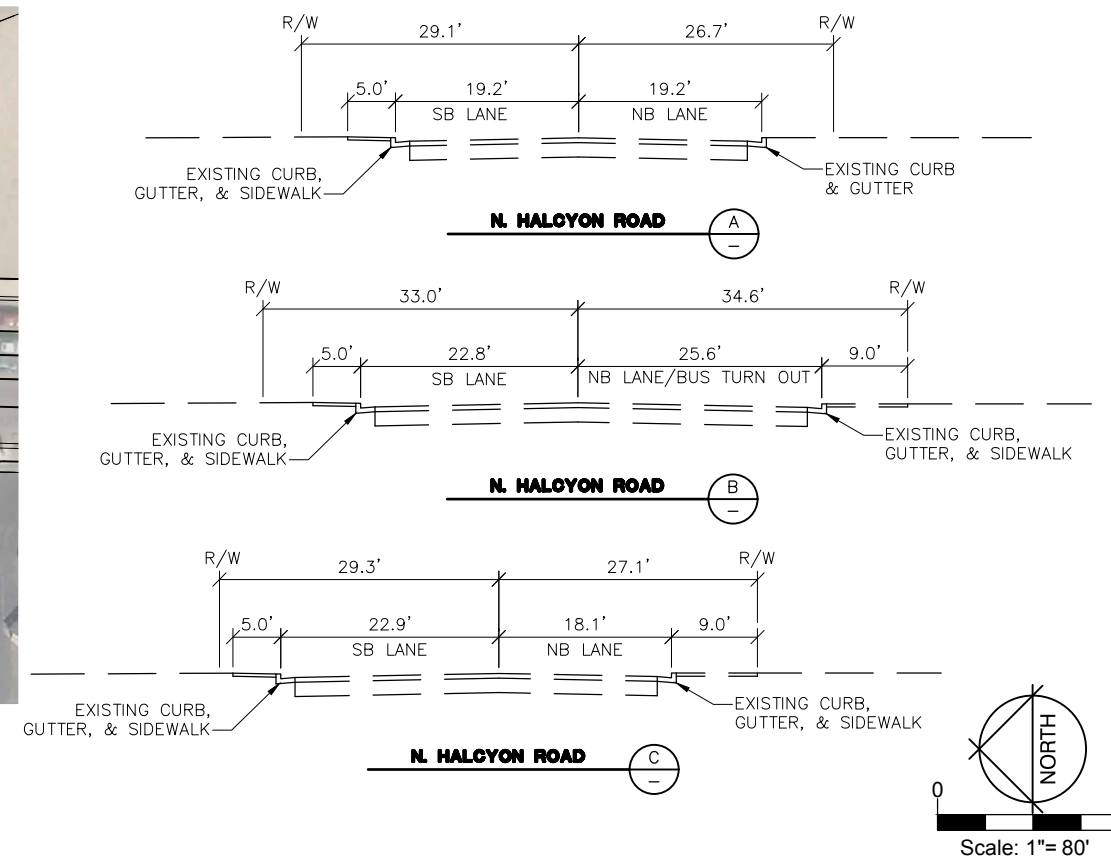 R/W
R/W
29.1'
26.7'
5.0'
19.2'
19.2'
SB LANE
NB LANE
EXISTING CURB,
GUTTER, & SIDEWALK
EXISTING CURB
& GUTTER
N. HALCYON ROAD
A
–
R/W
R/W
33.0'
34.6'
5.0'
22.8'
25.6'
9.0'
SB LANE
NB LANE/BUS TURN OUT
EXISTING CURB,
GUTTER, & SIDEWALK
EXISTING CURB,
GUTTER, & SIDEWALK
N. HALCYON ROAD
B
–
R/W
R/W
29.3'
27.1'
5.0'
22.9'
18.1'
9.0'
SB LANE
NB LANE
EXISTING CURB,
GUTTER, & SIDEWALK
EXISTING CURB,
GUTTER, & SIDEWALK
N. HALCYON ROAD
C
–
NORTH
0
Scale: 1"= 80'